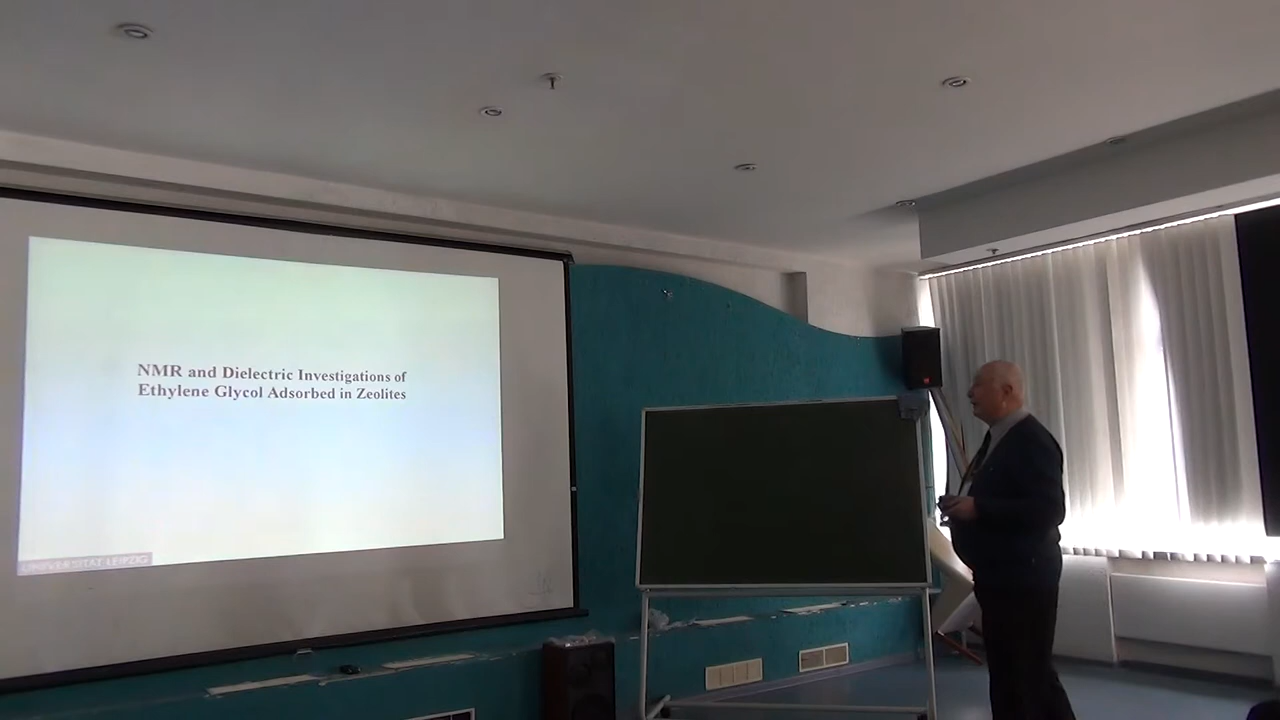 NMR and Dielectric Investigations of
Ethylene Glycol Adsorbed in Zeolites
UNIVERSITÄT LEIPZIG